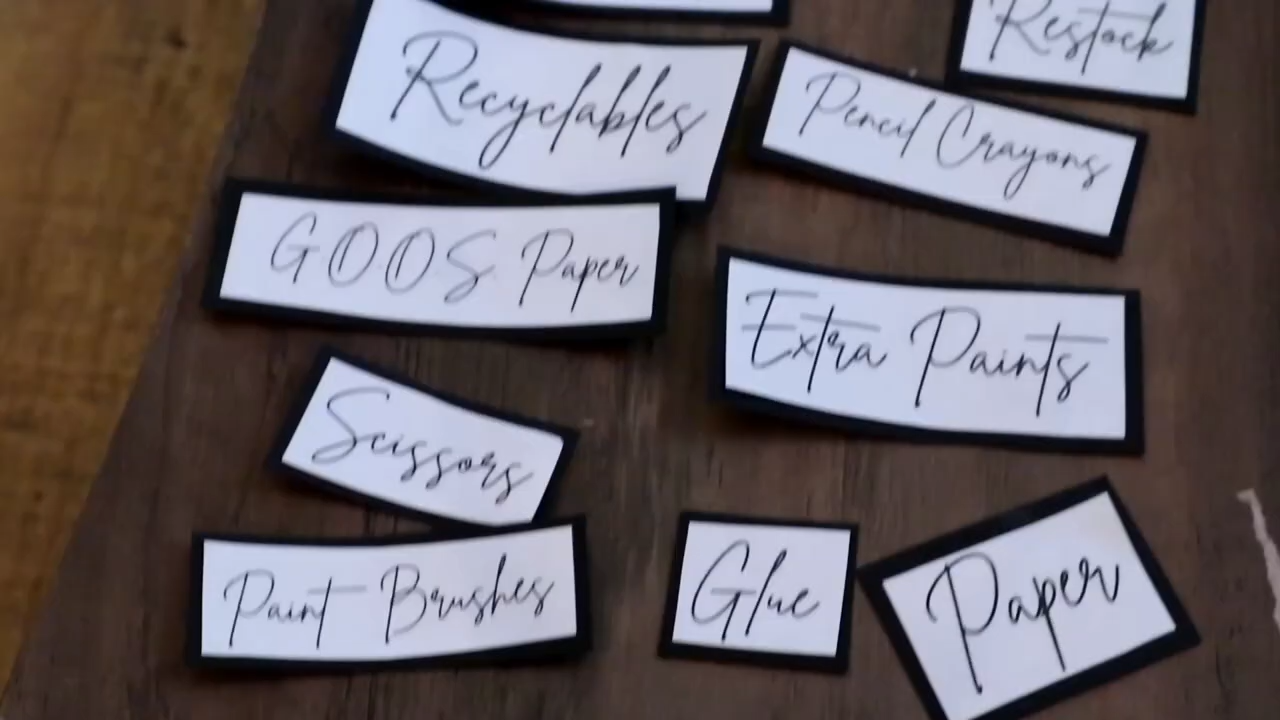 Restock
Recyclables
Pencil Crayons
GOOS Paper
Extra Paints
Scissors
Paint Brushes
Glue
Paper